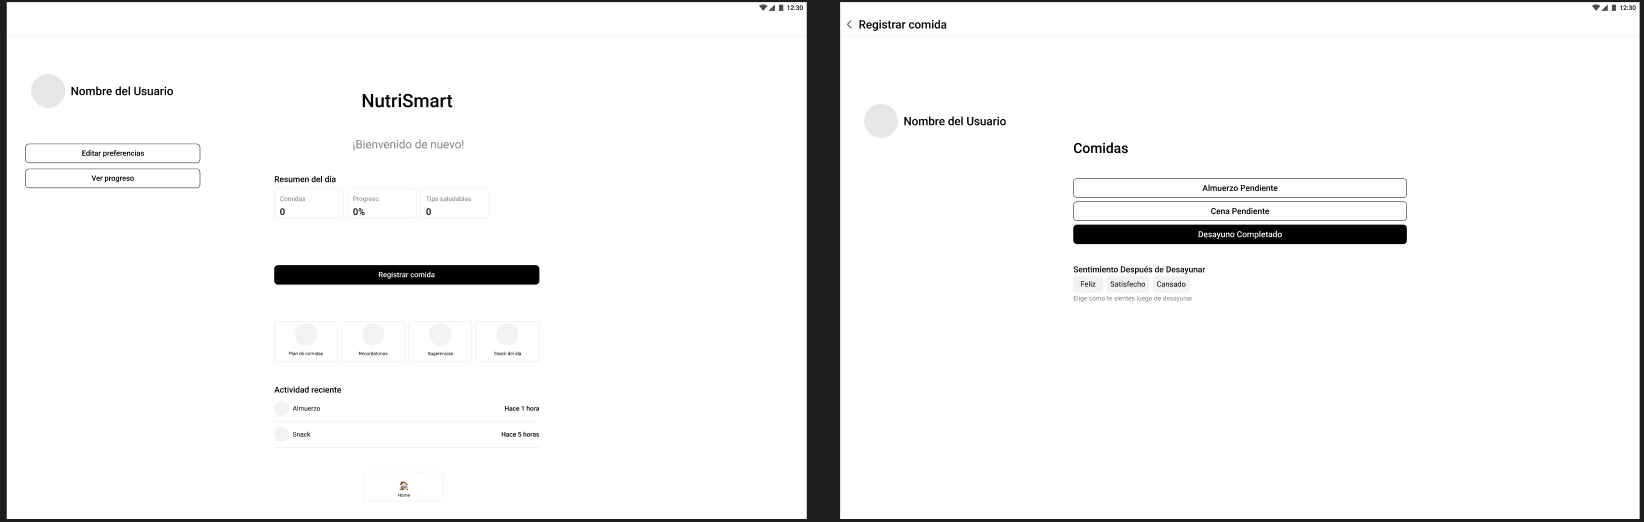 12:30
Nombre del Usuario
Editar preferencias
Ver progreso
NutriSmart
¡Bienvenido de nuevo!
Resumen del día
Comidas
0
Progreso
0%
Tips saludables
0
Registrar comida
Plan de comidas
Recordatorios
Sugerencias
Snack del día
Actividad reciente
Almuerzo
Hace 1 hora
Snack
Hace 5 horas
Home
12:30
Registrar comida
Nombre del Usuario
Comidas
Almuerzo Pendiente
Cena Pendiente
Desayuno Completado
Sentimiento Después de Desayunar
Feliz
Satisfecho
Cansado
Elige cómo te sientes luego de desayunar